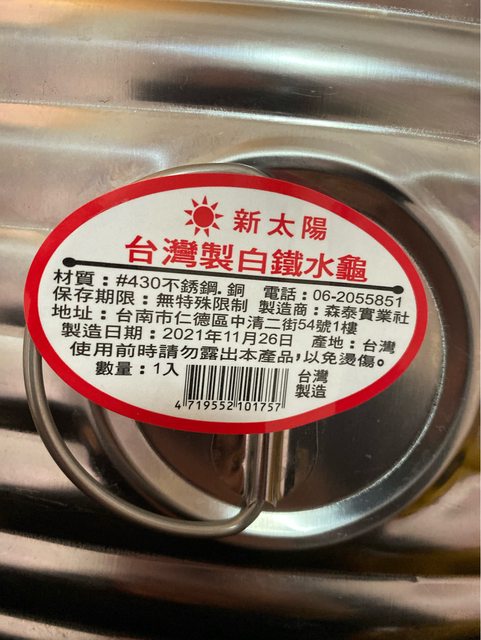 新太陽
台灣製白鐵水龜
材質：#430不銹鋼.銅 電話：06-2055851
保存期限：無特殊限制 製造商：森泰實業社
地址：台南市仁德區中清二街54號1樓
製造日期：2021年11月26日 產地：台灣
使用前時請勿露出本產品,以免燙傷。
數量：1入
台灣
製造
4 719552 101757